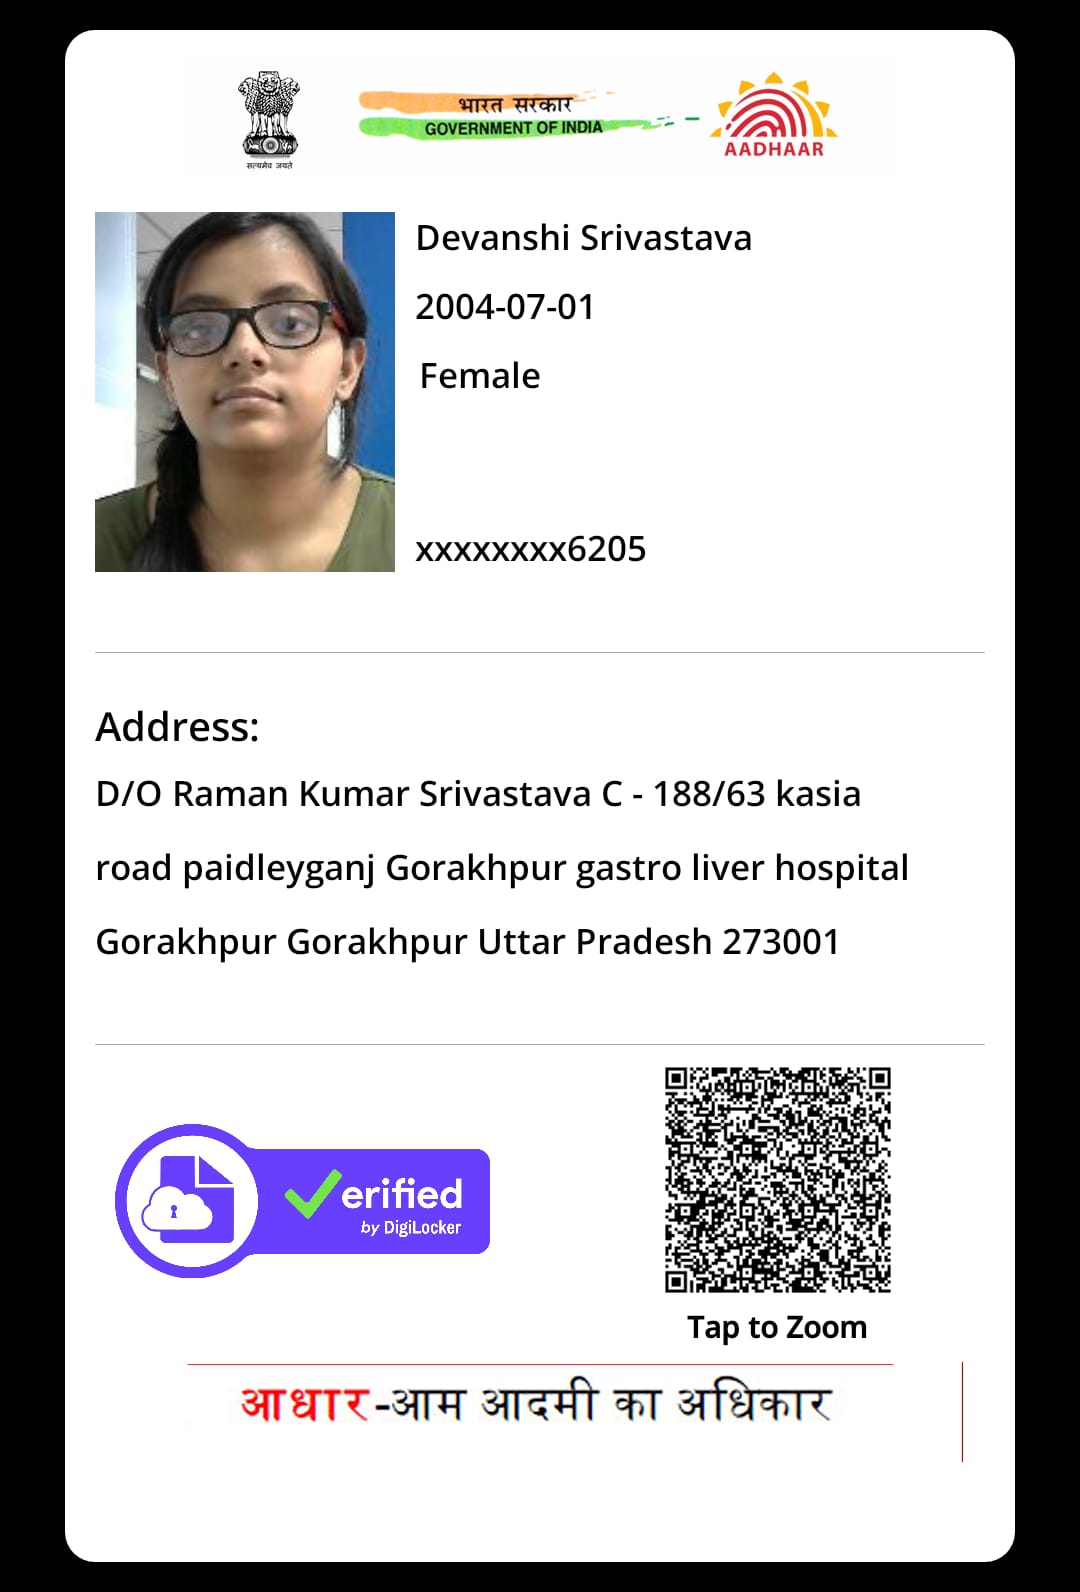 सत्यमेव जयते
भारत सरकार
GOVERNMENT OF INDIA
AADHAAR
Devanshi Srivastava
2004-07-01
Female
xxxxxxxx6205
Address:
D/O Raman Kumar Srivastava C - 188/63 kasia
road paidleyganj Gorakhpur gastro liver hospital
Gorakhpur Gorakhpur Uttar Pradesh 273001
erified
by DigiLocker
Tap to Zoom
आधार-आम आदमी का अधिकार